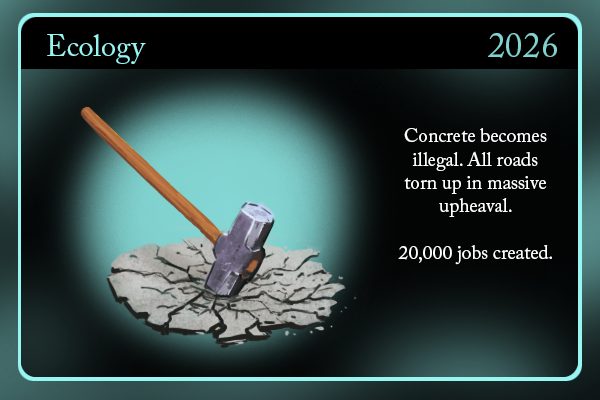 Ecology
2026
Concrete becomes
illegal. All roads
torn up in massive
upheaval.
20,000 jobs created.